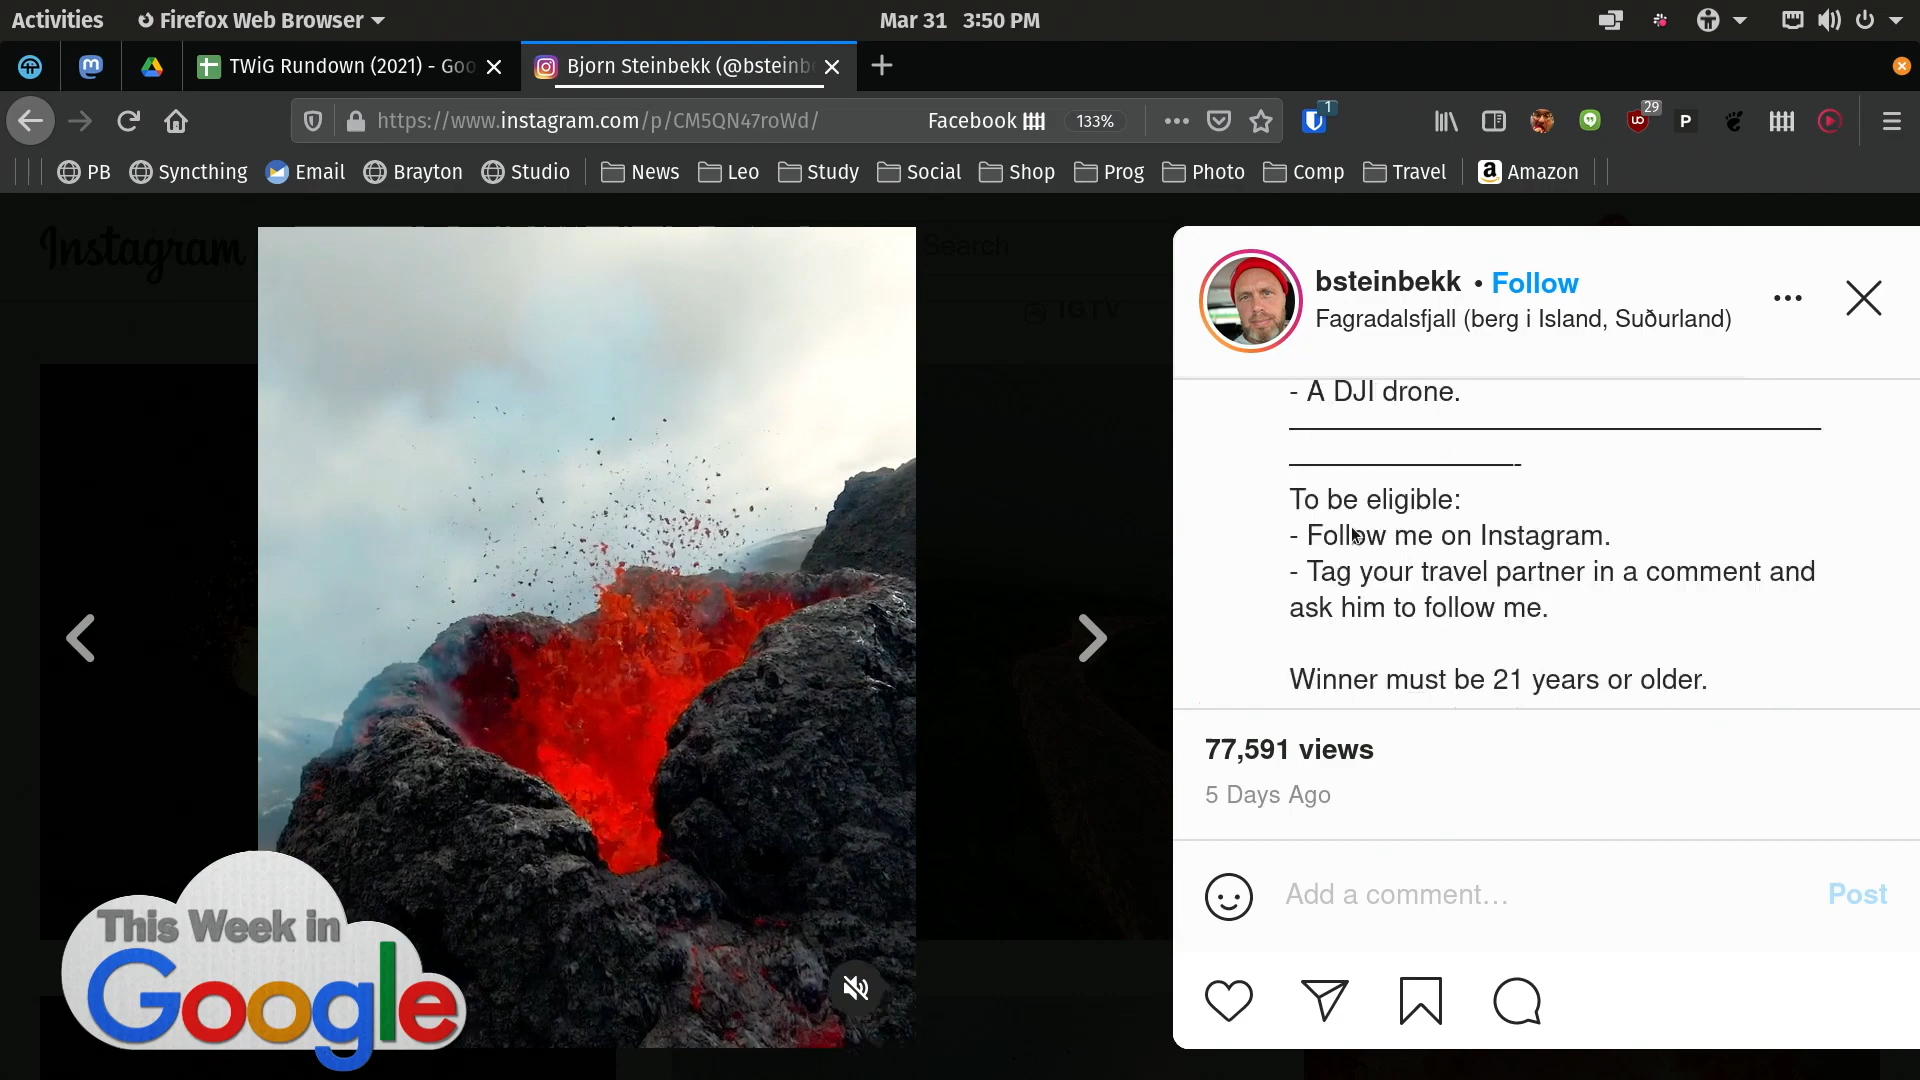 Activities
Firefox Web Browser
Mar 31 3:50 PM
TWiG Rundown (2021) - Goo
Bjorn Steinbekk (@bsteinb
https://www.instagram.com/p/CM5QN47roWd/
Facebook
133%
1
29
P
PB
Syncthing
Email
Brayton
Studio
News
Leo
Study
Social
Shop
Prog
Photo
Comp
Travel
Amazon
Instagram
Search
IGTV
bsteinbekk • Follow
Fagradalsfjall (berg i Island, Suðurland)
- A DJI drone.
To be eligible:
- Follow me on Instagram.
- Tag your travel partner in a comment and
ask him to follow me.
Winner must be 21 years or older.
77,591 views
5 Days Ago
Add a comment…
Post
This Week in
Google